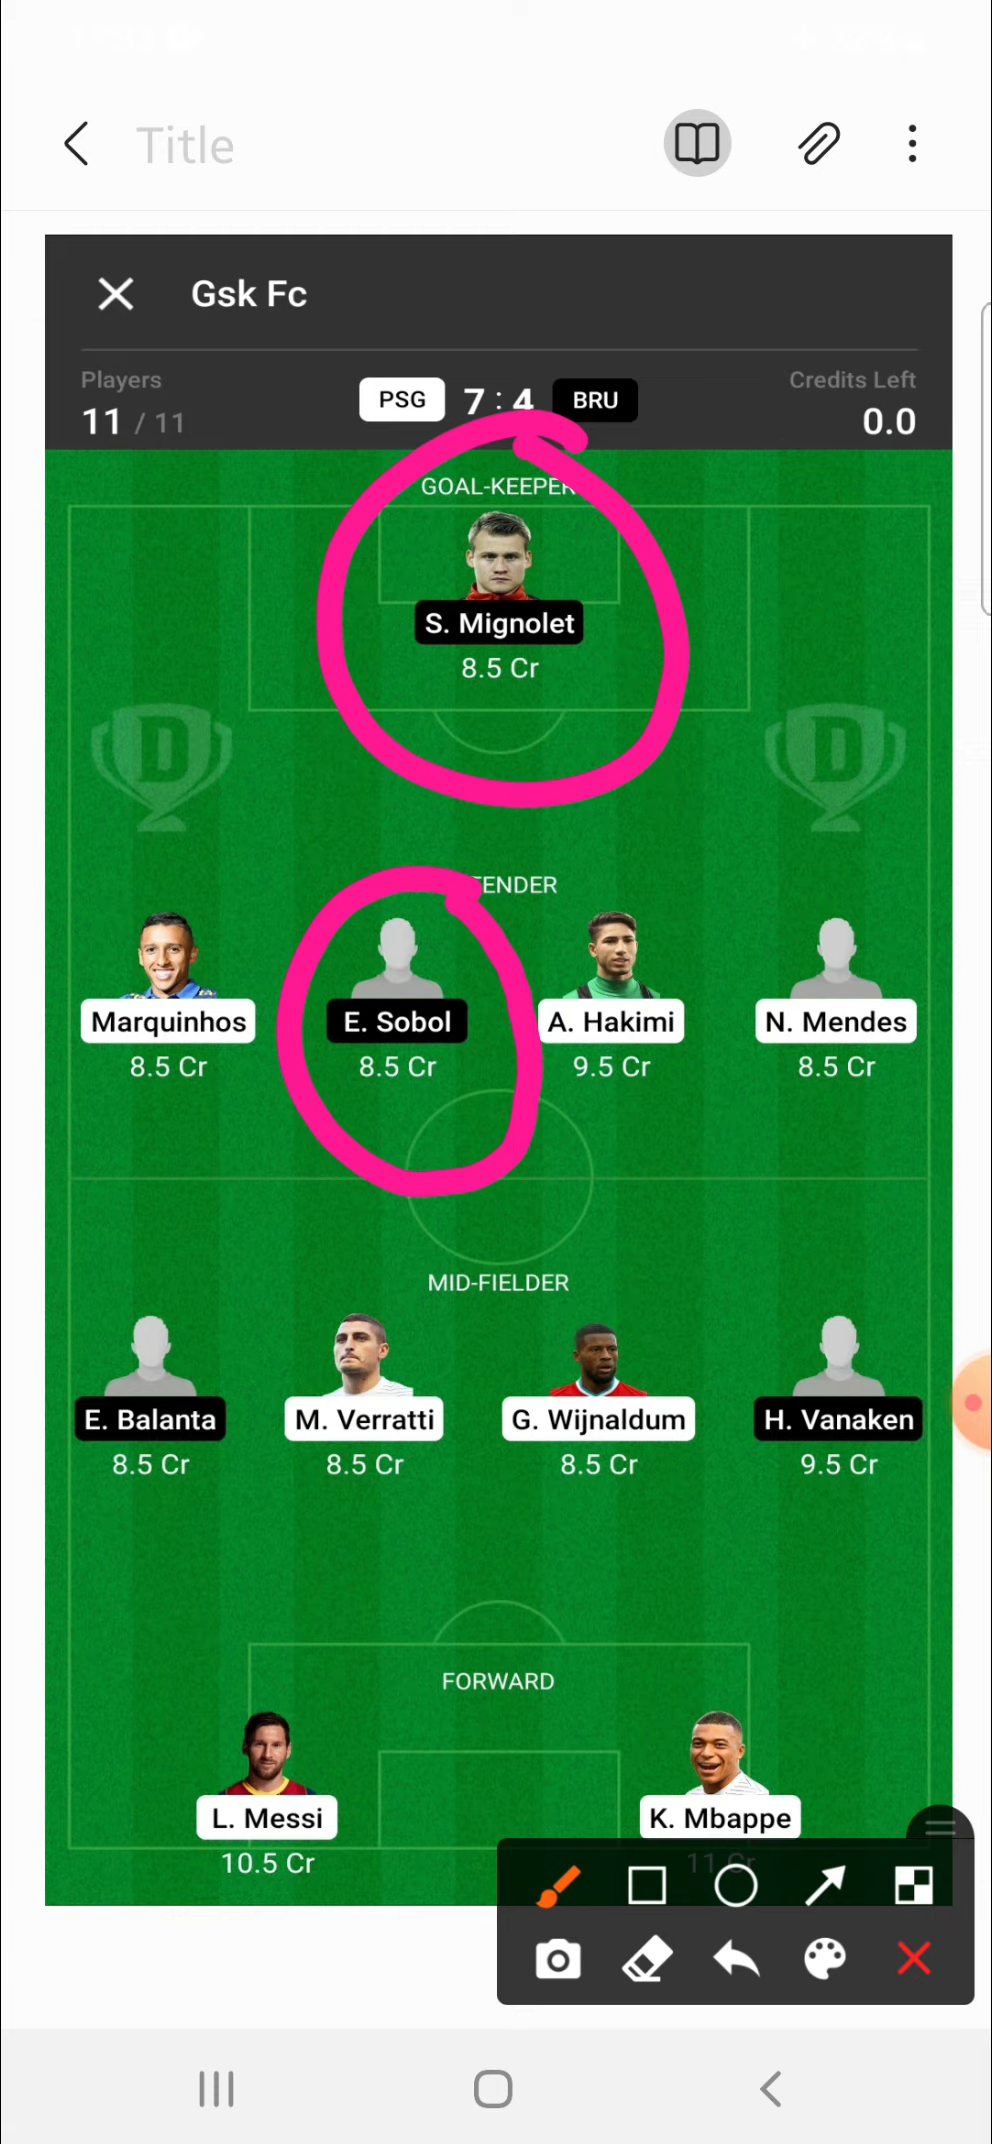 Title
Gsk Fc
Players
11 / 11
PSG 7 : 4 BRU
Credits Left
0.0
GOAL-KEEPER
S. Mignolet
8.5 Cr
D D
ENDER
Marquinhos E. Sobol A. Hakimi N. Mendes
8.5 Cr 8.5 Cr 9.5 Cr 8.5 Cr
MID-FIELDER
E. Balanta M. Verratti G. Wijnaldum H. Vanaken
8.5 Cr 8.5 Cr 8.5 Cr 9.5 Cr
FORWARD
L. Messi K. Mbappe
10.5 Cr 11 Cr